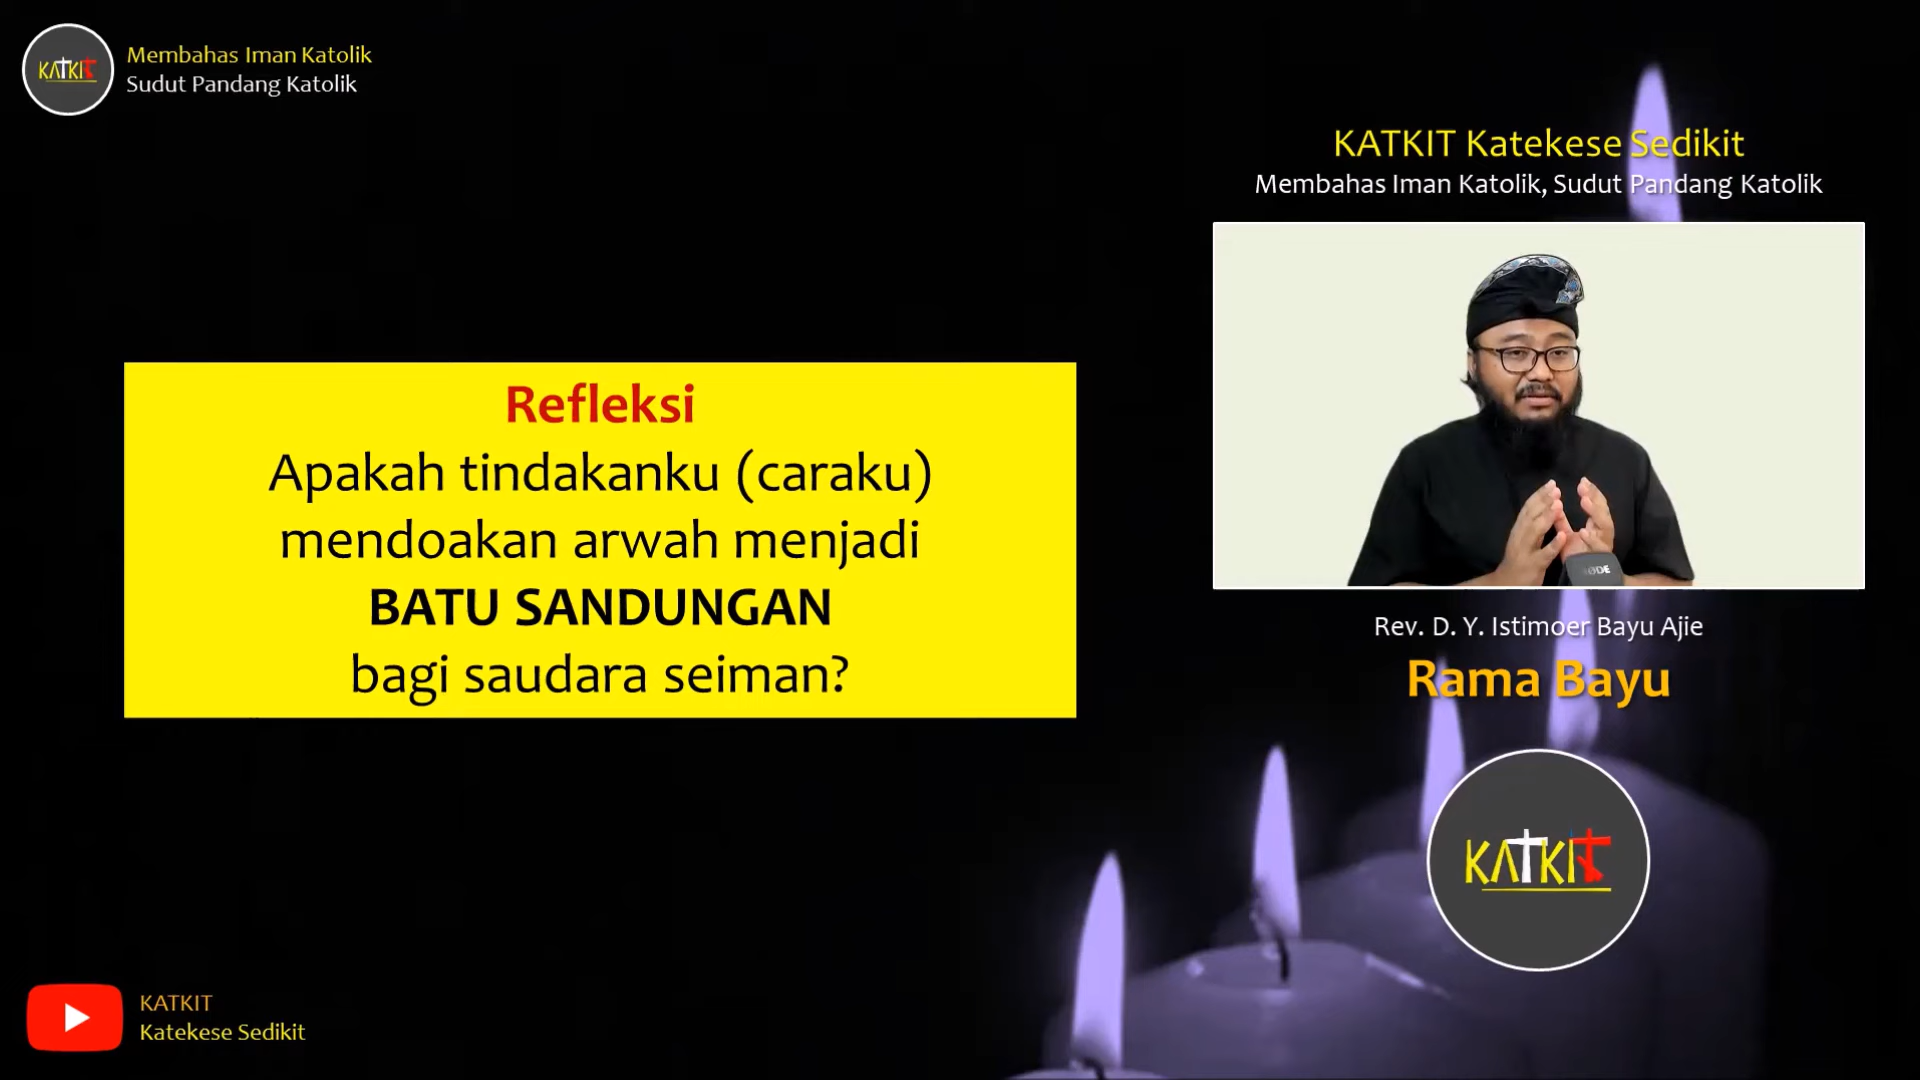 KATKIT
Membahas Iman Katolik
Sudut Pandang Katolik
KATKIT Katekese Sedikit
Membahas Iman Katolik, Sudut Pandang Katolik
Refleksi
Apakah tindakanku (caraku)
mendoakan arwah menjadi
BATU SANDUNGAN
bagi saudara seiman?
Rev. D. Y. Istimoer Bayu Ajie
Rama Bayu
KATKIT
KATKIT
Katekese Sedikit